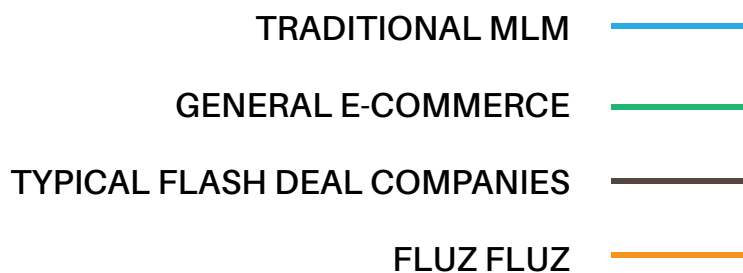 TRADITIONAL MLM
GENERAL E-COMMERCE
TYPICAL FLASH DEAL COMPANIES
FLUZ FLUZ